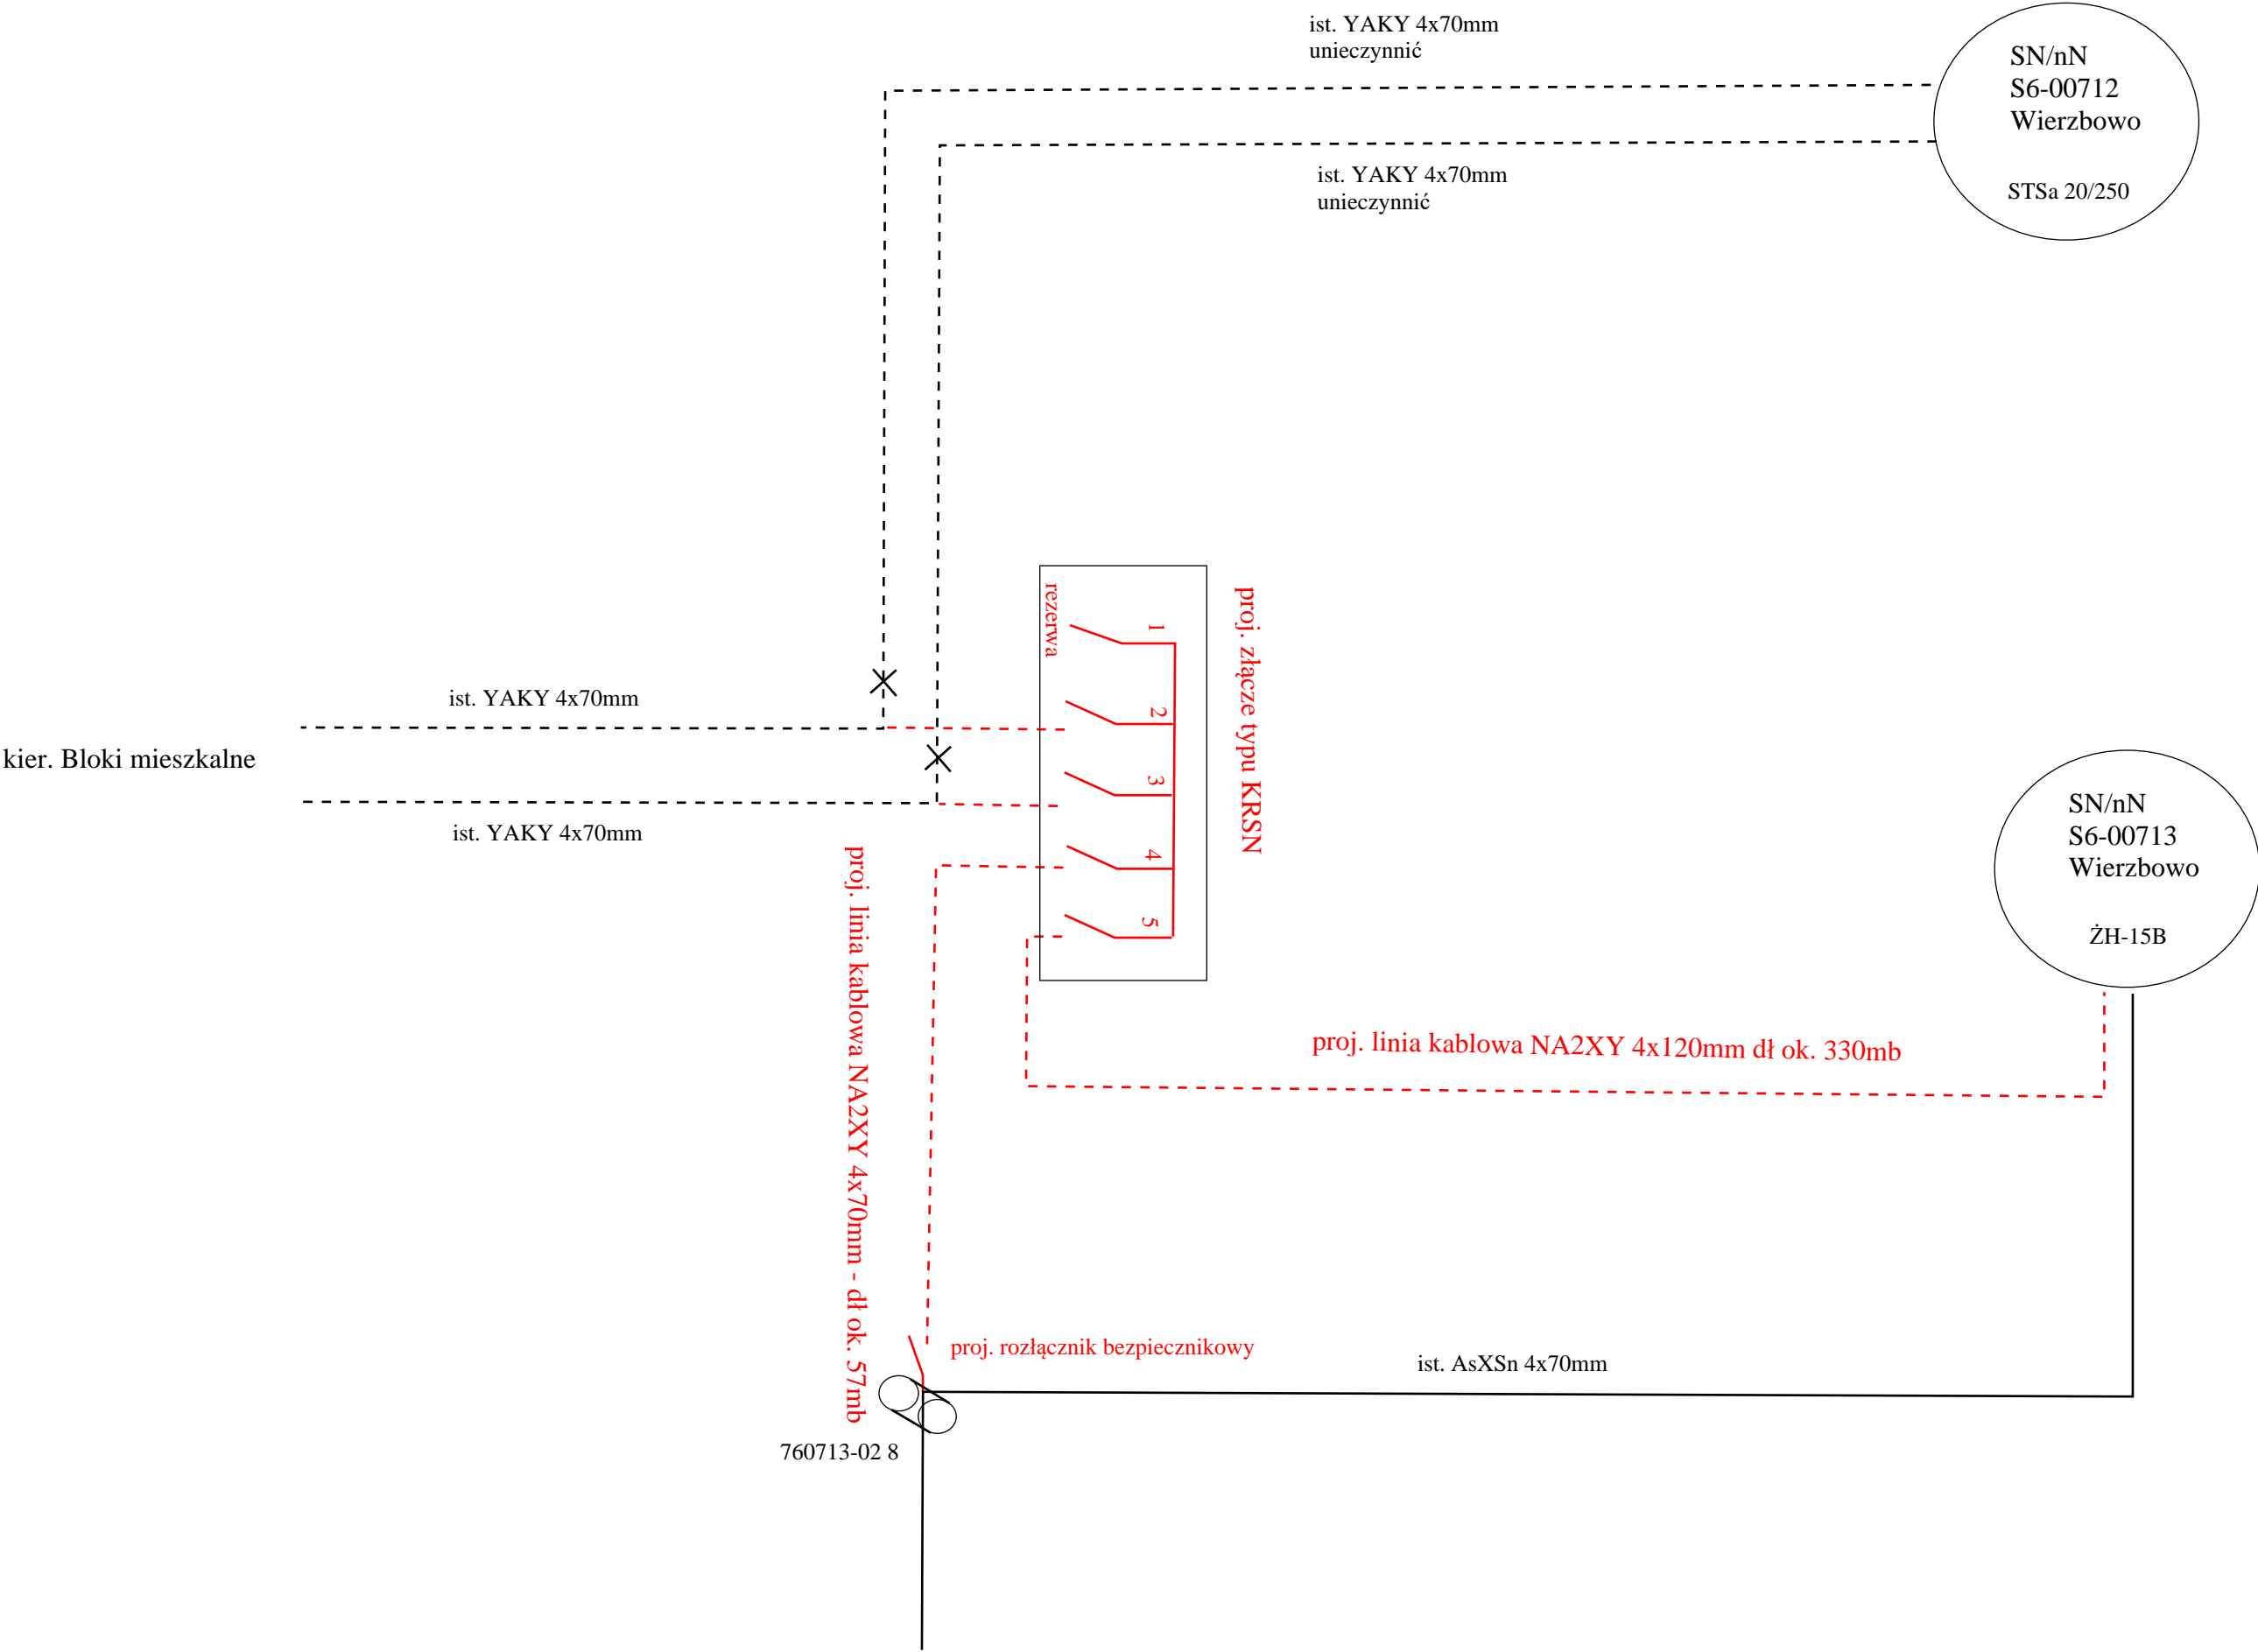 ist. YAKY 4x70mm
unieczynnić
SN/nN
S6-00712
Wierzbowo
STSa 20/250
ist. YAKY 4x70mm
unieczynnić
rezerwa
1
2
3
4
5
proj. złącze typu KRSN
ist. YAKY 4x70mm
kier. Bloki mieszkalne
ist. YAKY 4x70mm
SN/nN
S6-00713
Wierzbowo
ŻH-15B
proj. linia kablowa NA2XY 4x70mm - dł ok. 57mb
proj. linia kablowa NA2XY 4x120mm dł ok. 330mb
proj. rozłącznik bezpiecznikowy
ist. AsXSn 4x70mm
760713-02 8